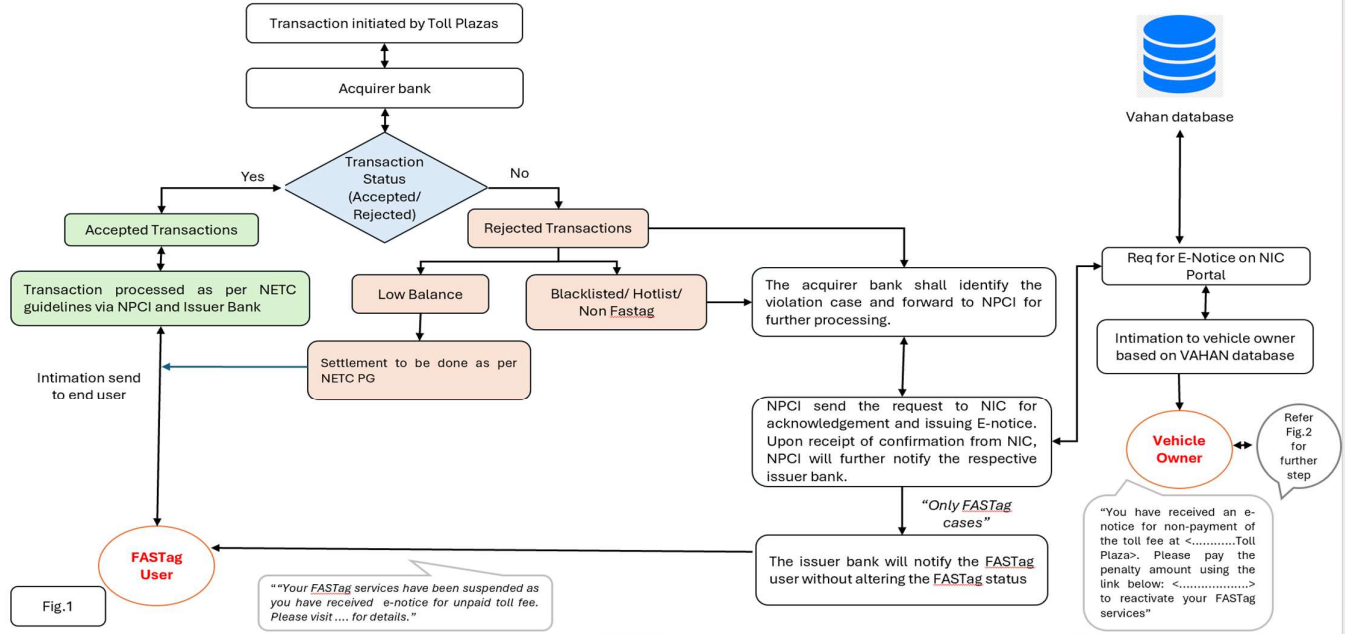 Transaction initiated by Toll Plazas
Acquirer bank
Transaction
Status
(Accepted/
Rejected)
Yes
No
Accepted Transactions
Transaction processed as per NETC
guidelines via NPCI and Issuer Bank
Rejected Transactions
Low Balance
Blacklisted/ Hotlist/
Non Fastag
Settlement to be done as per
NETC PG
Intimation send
to end user
The acquirer bank shall identify the
violation case and forward to NPCI for
further processing.
NPCI send the request to NIC for
acknowledgement and issuing E-notice.
Upon receipt of confirmation from NIC,
NPCI will further notify the respective
issuer bank.
“Only FASTag
cases”
The issuer bank will notify the FASTag
user without altering the FASTag status
FASTag
User
““Your FASTag services have been suspended as
you have received e-notice for unpaid toll fee.
Please visit .... for details.”
Fig.1
Vahan database
Req for E-Notice on NIC
Portal
Intimation to vehicle owner
based on VAHAN database
Vehicle
Owner
Refer
Fig.2
for
further
step
“You have received an e-
notice for non-payment of
the toll fee at <............Toll
Plaza>. Please pay the
penalty amount using the
link below: <...................>
to reactivate your FASTag
services”